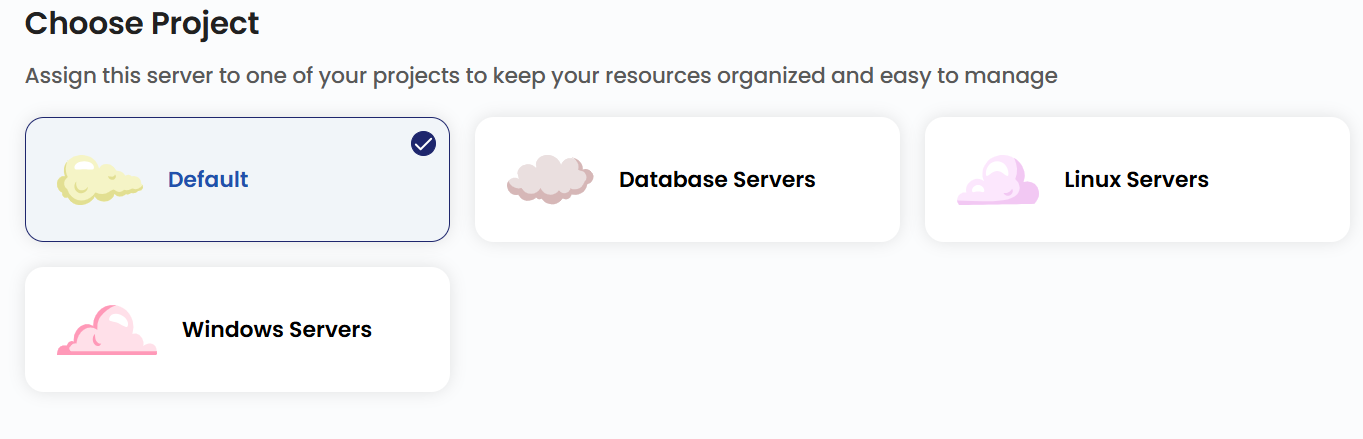 Choose Project
Assign this server to one of your projects to keep your resources organized and easy to manage
Default
Database Servers
Linux Servers
Windows Servers